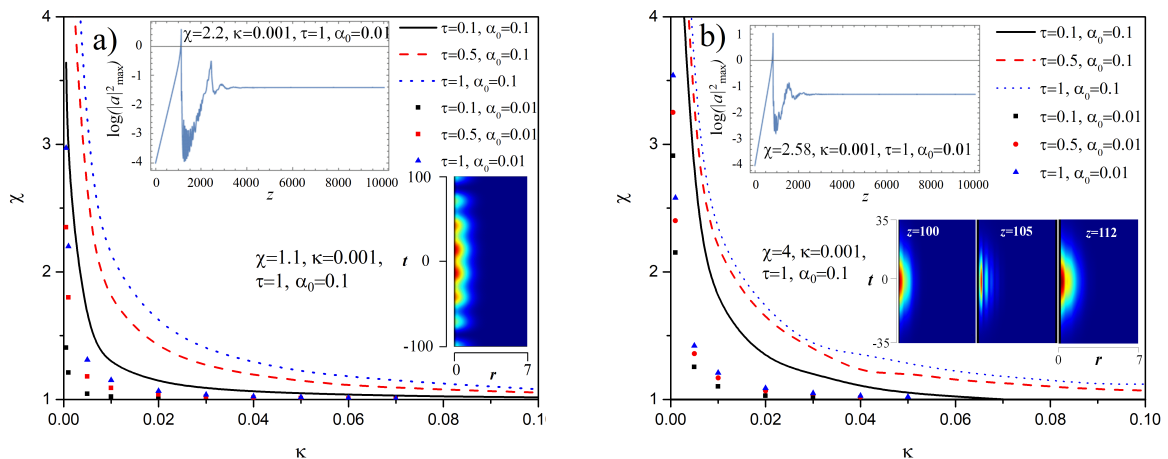 a)
χ=2.2, κ=0.001, τ=1, α₀=0.01
log(|a|²max)
0
-1
-2
-3
-4
0 2000 4000 6000 8000 10000
z
τ=0.1, α₀=0.1
τ=0.5, α₀=0.1
τ=1, α₀=0.1
τ=0.1, α₀=0.01
τ=0.5, α₀=0.01
τ=1, α₀=0.01
χ=1.1, κ=0.001,
τ=1, α₀=0.1
100
t 0
-100
0 r 7
4
3
χ
2
1
0.00 0.02 0.04 0.06 0.08 0.10
κ
b)
1
0
-1
-2
-3
-4
log(|a|²max)
χ=2.58, κ=0.001, τ=1, α₀=0.01
0 2000 4000 6000 8000 10000
z
τ=0.1, α₀=0.1
τ=0.5, α₀=0.1
τ=1, α₀=0.1
τ=0.1, α₀=0.01
τ=0.5, α₀=0.01
τ=1, α₀=0.01
χ=4, κ=0.001,
τ=1, α₀=0.1
z=100 z=105 z=112
35
t 0
-35
0 r 7
4
3
χ
2
1
0.00 0.02 0.04 0.06 0.08 0.10
κ